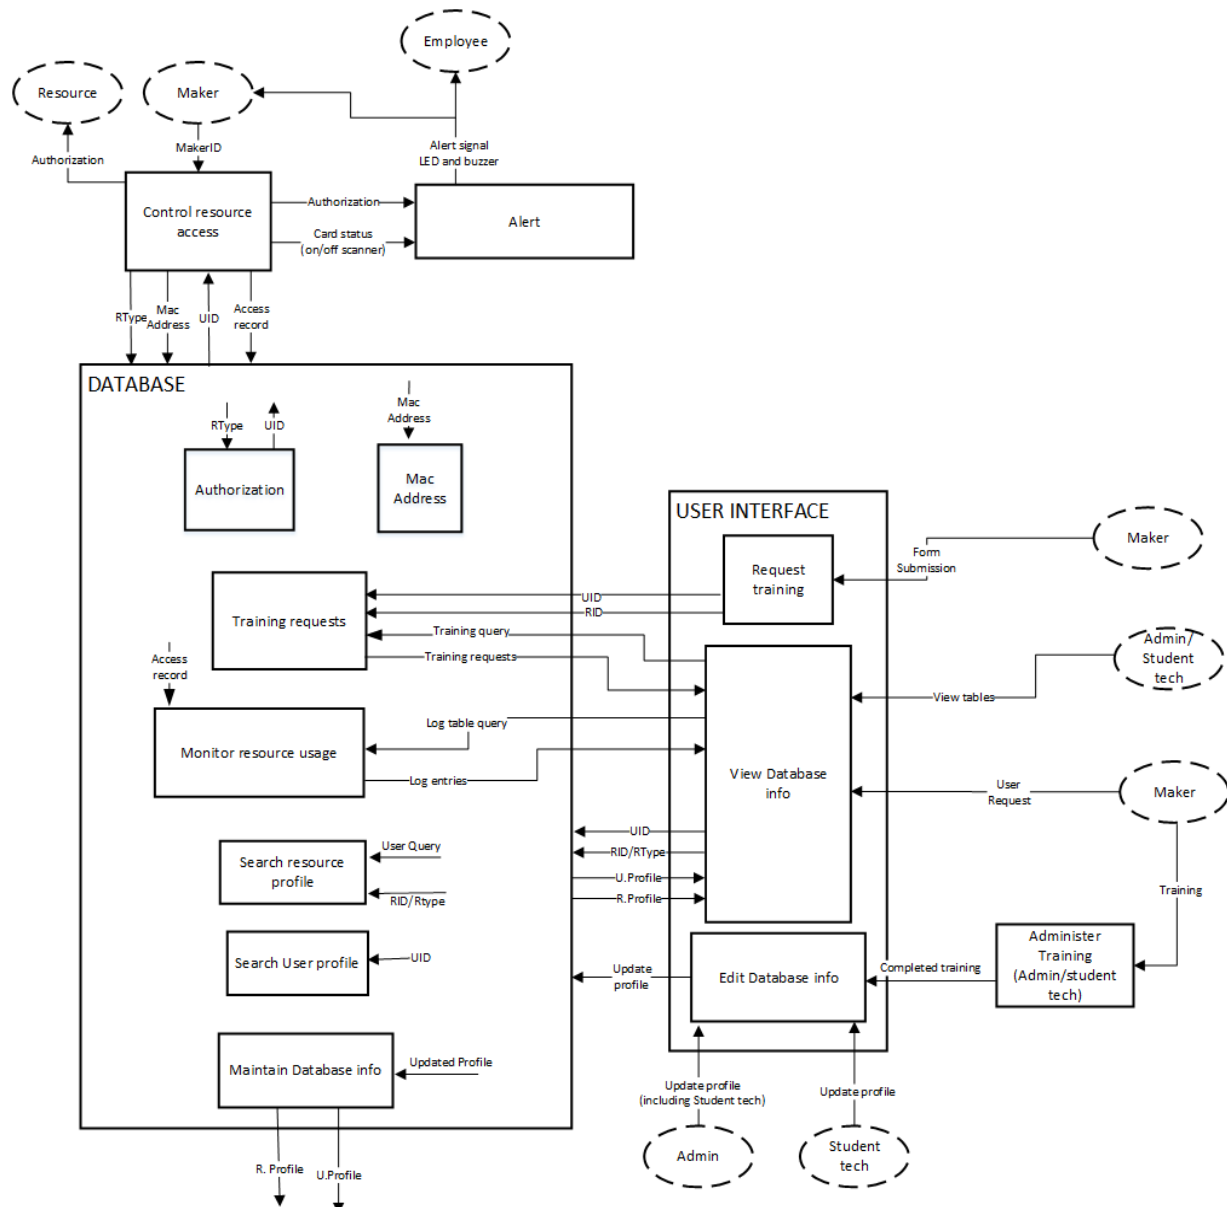 Employee
Resource
Maker
Authorization
MakerID
Alert signal
LED and buzzer
Control resource
access
Authorization
Card status
(on/off scanner)
Alert
RType
Mac
Address
UID
Access
record
DATABASE
RType
UID
Mac
Address
Authorization
Mac
Address
USER INTERFACE
Request
training
Form
Submission
Maker
Training requests
UID
RID
Training query
Training requests
Access
record
Admin/
Student
tech
View tables
Monitor resource usage
Log table query
Log entries
View Database
info
User
Request
Maker
Search resource
profile
User Query
RID/Rtype
UID
RID/RType
U.Profile
R.Profile
Training
Search User profile
UID
Update
profile
Edit Database info
Completed training
Administer
Training
(Admin/student
tech)
Maintain Database info
Updated Profile
Update profile
(including Student tech)
Update profile
Admin
Student
tech
R. Profile
U.Profile